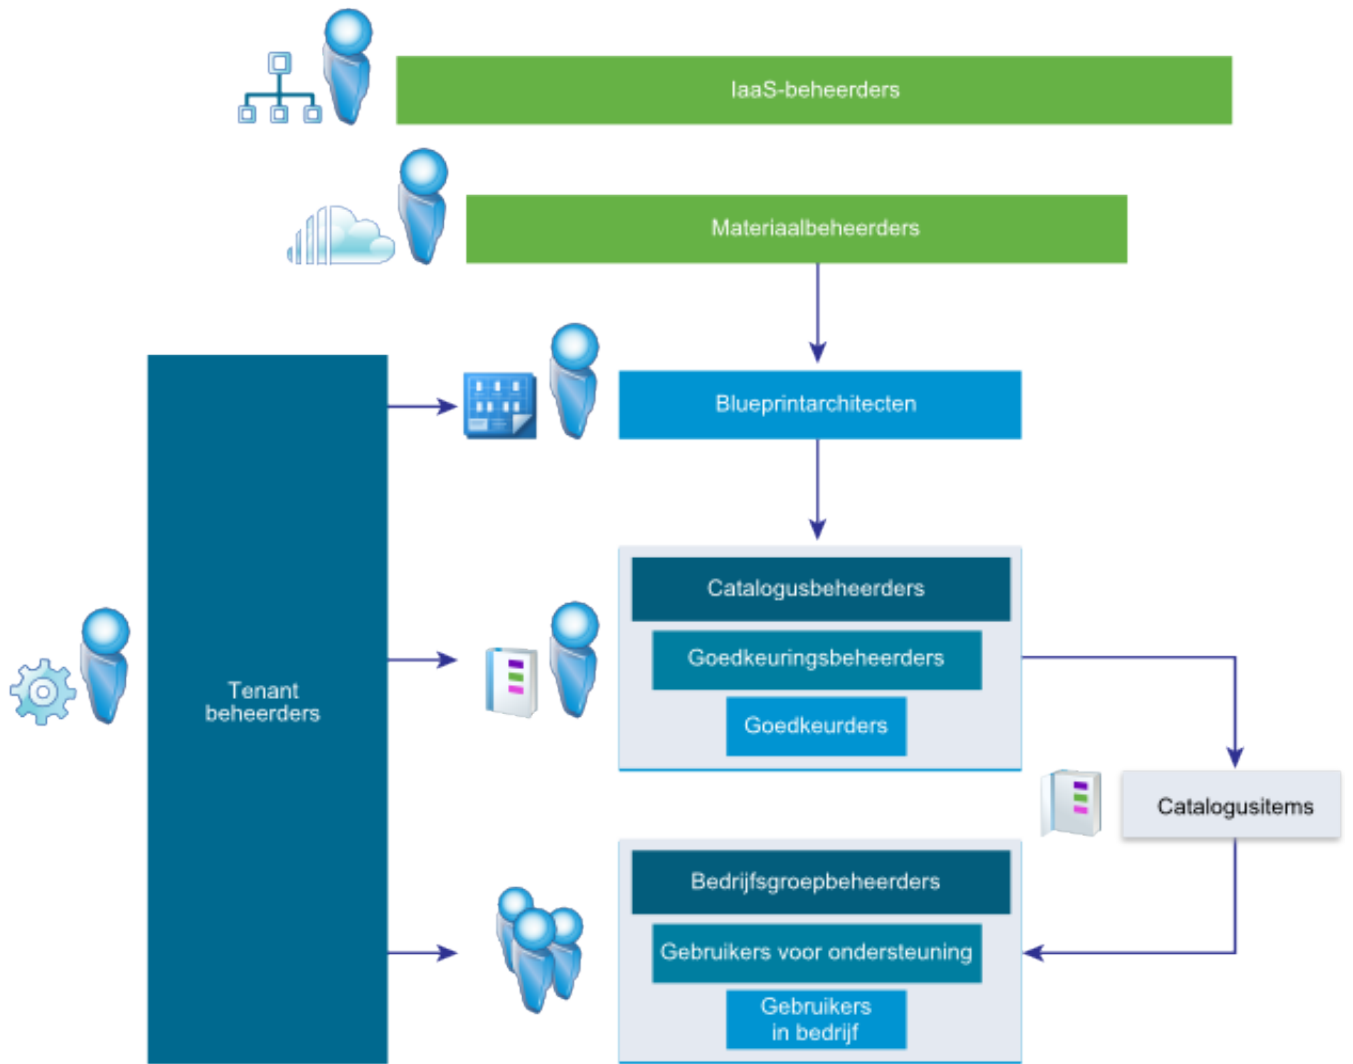 IaaS-beheerders
Materiaalbeheerders
Blueprintarchitecten
Tenant
beheerders
Catalogusbeheerders
Goedkeuringsbeheerders
Goedkeurders
Catalogusitems
Bedrijfsgroepbeheerders
Gebruikers voor ondersteuning
Gebruikers
in bedrijf